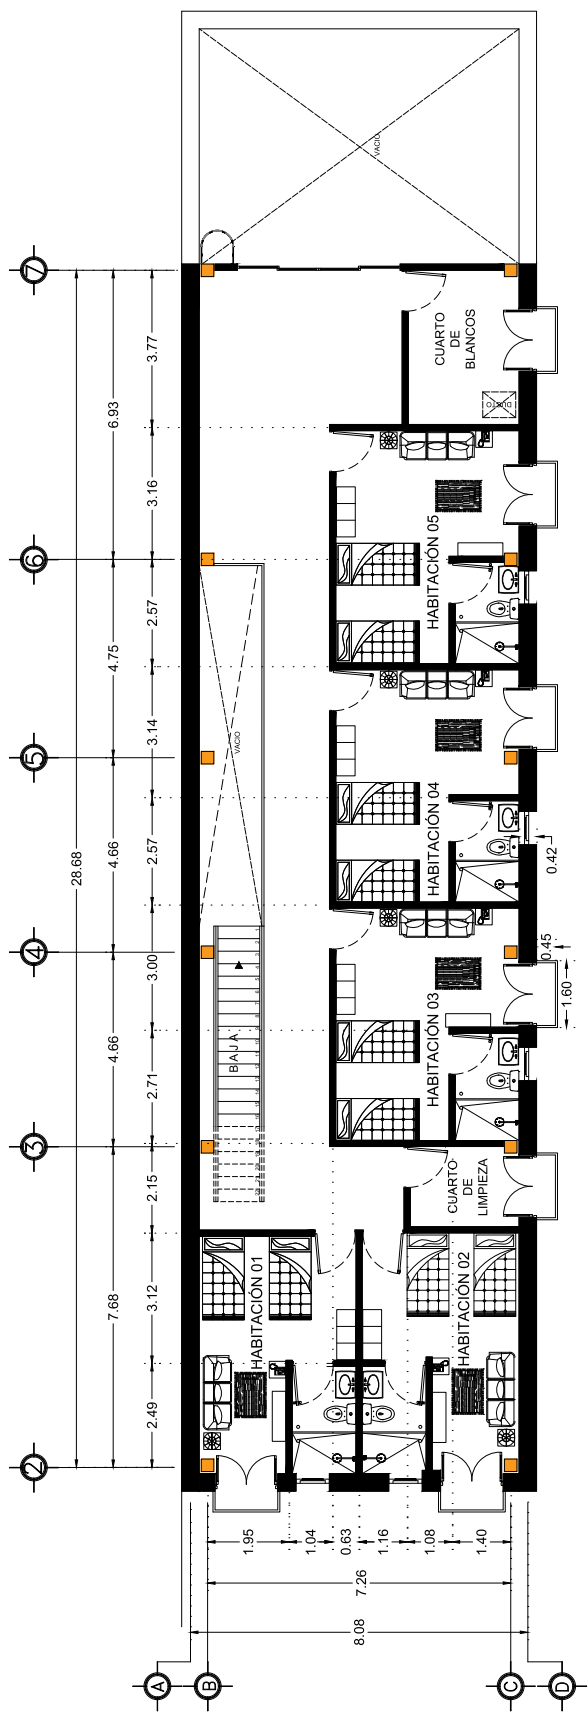 7
6
5
4
3
2
28.68
6.93
4.75
4.66
4.66
7.68
3.77
3.16
2.57
3.14
2.57
3.00
2.71
2.15
3.12
2.49
VACIO
CUARTO
DE
BLANCOS
DUCTO
HABITACIÓN 05
VACIO
HABITACIÓN 04
0.42
BAJA
HABITACIÓN 03
0.45
1.60
CUARTO
DE
LIMPIEZA
HABITACIÓN 01
HABITACIÓN 02
1.95
1.04
0.63
1.16
1.08
1.40
7.26
8.08
A
B
C
D